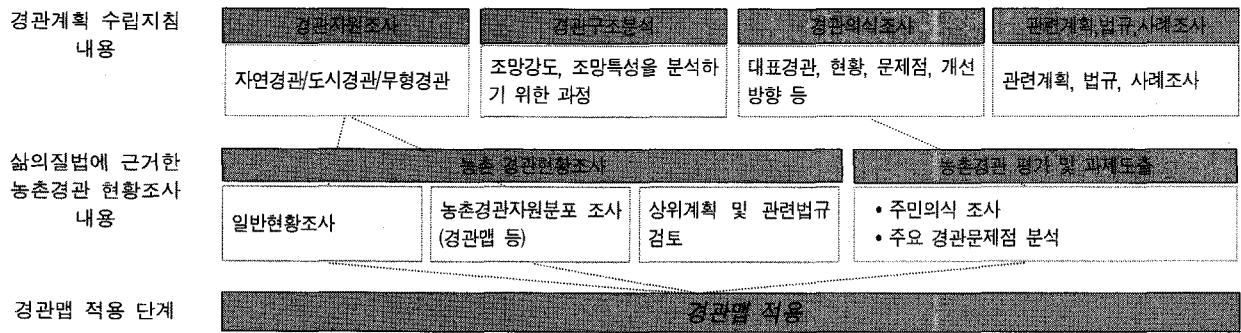 경관계획 수립지침
내용
경관자원조사
경관구조분석
경관의식조사
관련계획,법규,사례조사
자연경관/도시경관/무형경관
조망강도, 조망특성을 분석하
기 위한 과정
대표경관, 현황, 문제점, 개선
방향 등
관련계획, 법규, 사례조사
삶의질법에 근거한
농촌경관 현황조사
내용
농촌 경관현황조사
농촌경관 평가 및 과제도출
일반현황조사
농촌경관자원분포 조사
(경관맵 등)
상위계획 및 관련법규
검토
• 주민의식 조사
• 주요 경관문제점 분석
경관맵 적용 단계
경관맵 적용